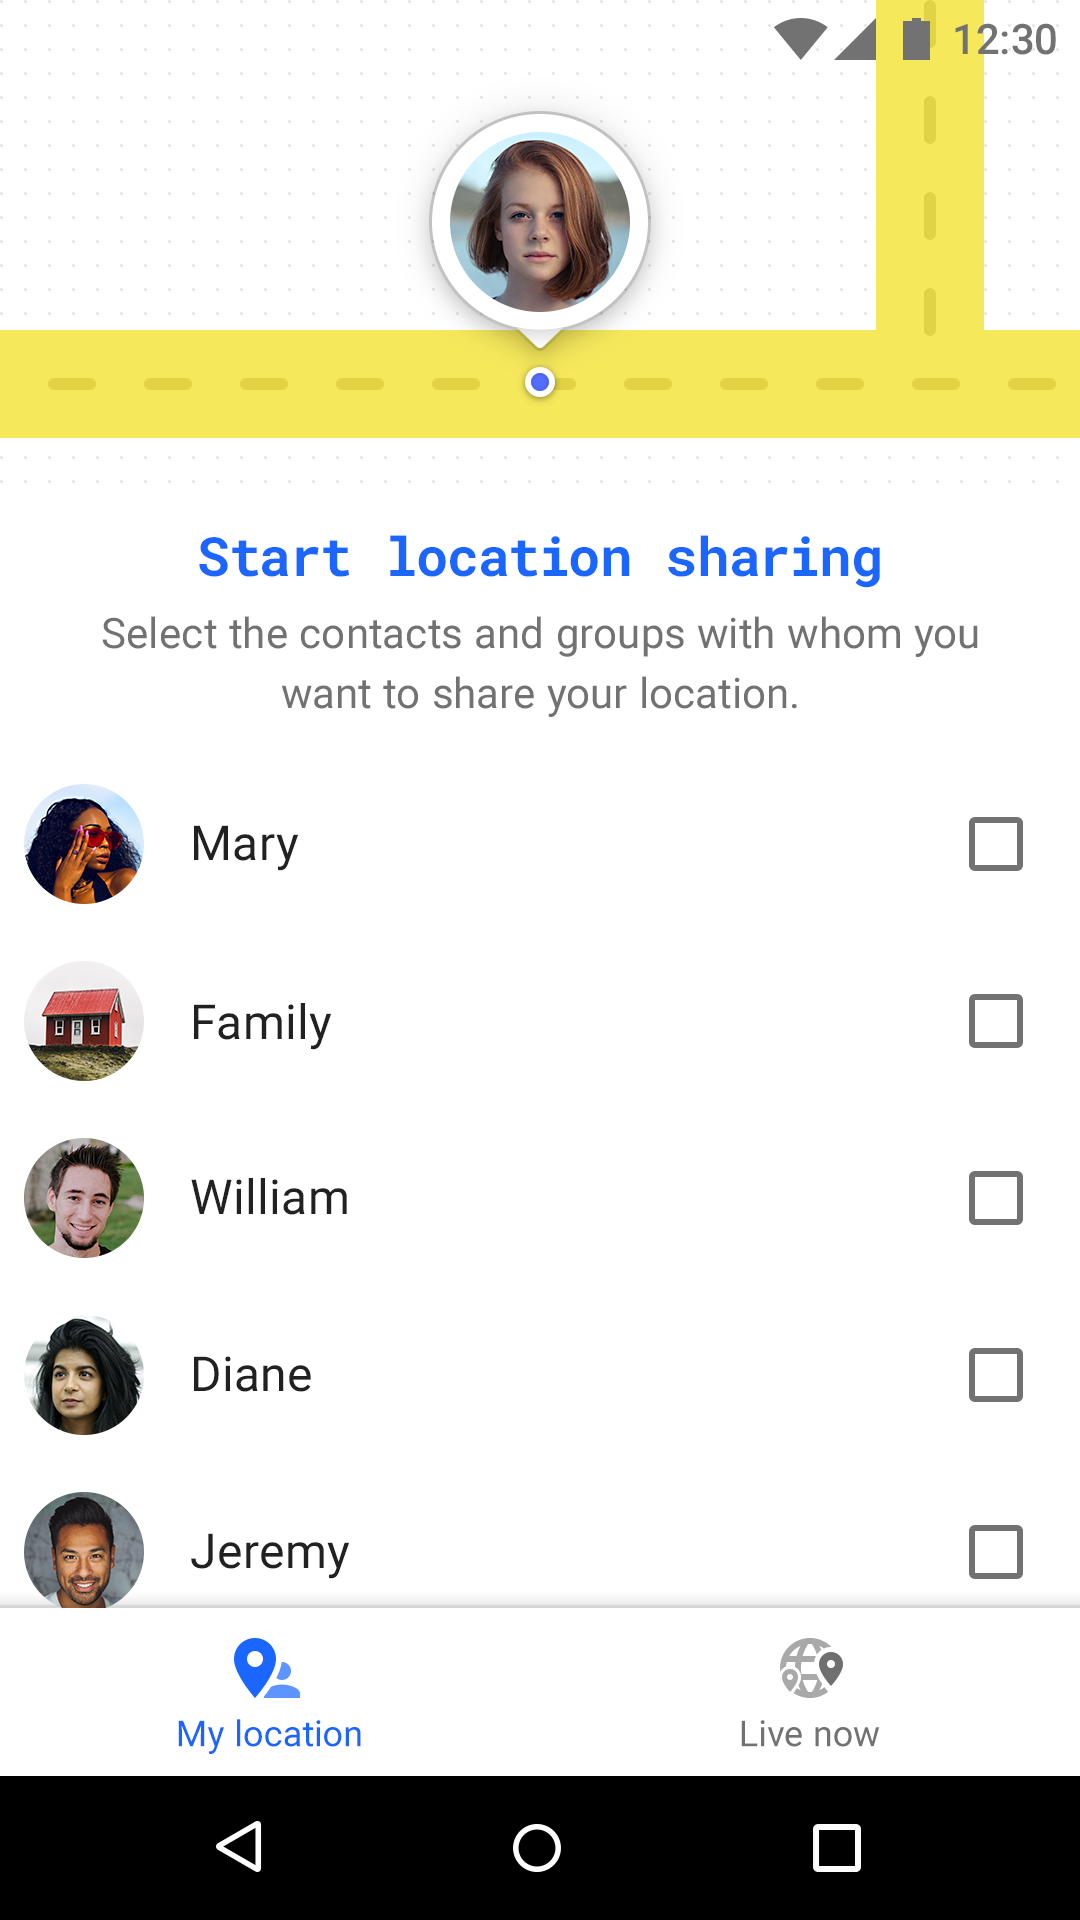 12:30
Start location sharing
Select the contacts and groups with whom you
want to share your location.
Mary
Family
William
Diane
Jeremy
My location
Live now